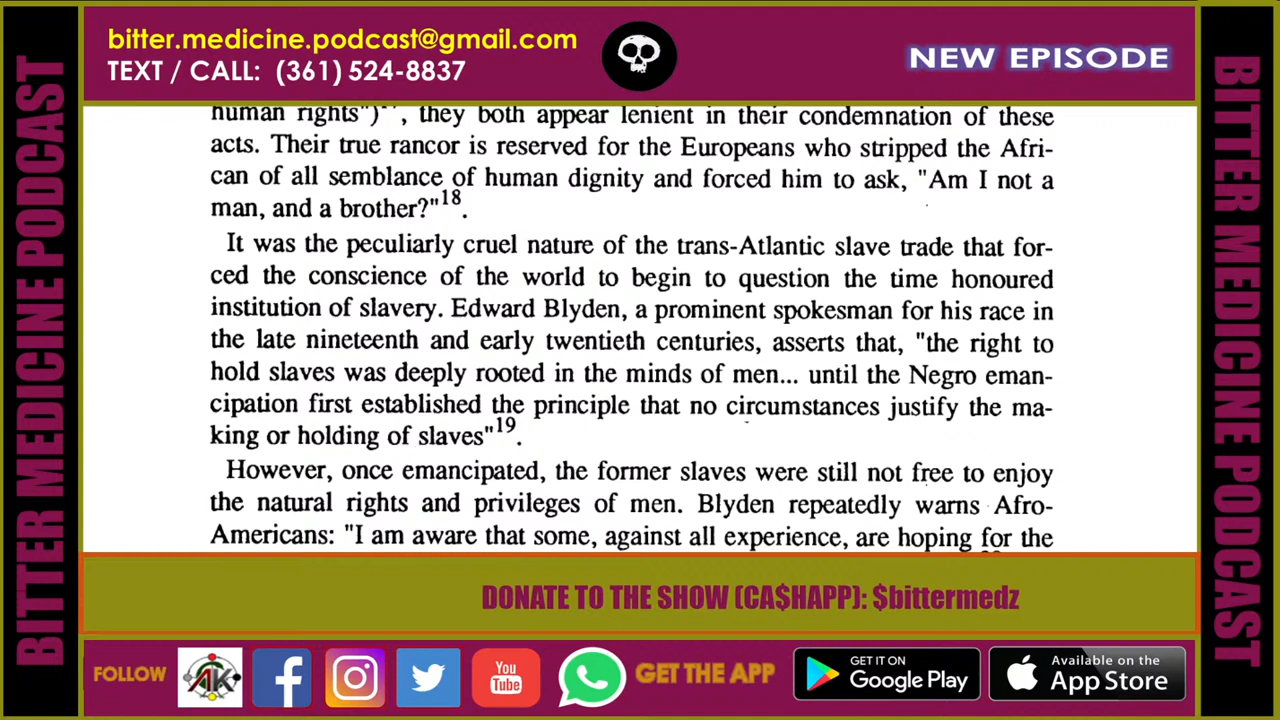 bitter.medicine.podcast@gmail.com
TEXT / CALL: (361) 524-8837
NEW EPISODE
BITTER MEDICINE PODCAST
human rights")", they both appear lenient in their condemnation of these
acts. Their true rancor is reserved for the Europeans who stripped the Afri-
can of all semblance of human dignity and forced him to ask, "Am I not a
man, and a brother?"18.
It was the peculiarly cruel nature of the trans-Atlantic slave trade that for-
ced the conscience of the world to begin to question the time honoured
institution of slavery. Edward Blyden, a prominent spokesman for his race in
the late nineteenth and early twentieth centuries, asserts that, "the right to
hold slaves was deeply rooted in the minds of men... until the Negro eman-
cipation first established the principle that no circumstances justify the ma-
king or holding of slaves"19.
However, once emancipated, the former slaves were still not free to enjoy
the natural rights and privileges of men. Blyden repeatedly warns Afro-
Americans: "I am aware that some, against all experience, are hoping for the
BITTER MEDICINE PODCAST
DONATE TO THE SHOW (CA$HAPP): $bittermedz
FOLLOW
You
Tube
GET THE APP
GET IT ON
Google Play
Available on the
App Store